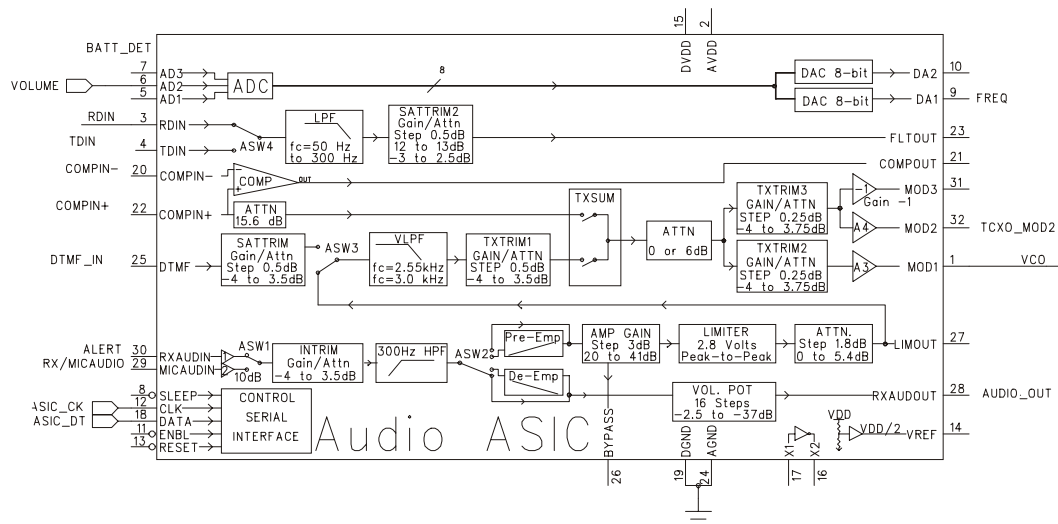 15
2
BATT_DET
DVDD
AVDD
7
AD3
8
DAC 8-bit
DA2
10
VOLUME
6
AD2
ADC
5
AD1
DAC 8-bit
DA1
9
FREQ
RDIN
3
RDIN
LPF
fc=50 Hz
to 300 Hz
SATTRIM2
Gain/Attn
Step 0.5dB
12 to 13dB
-3 to 2.5dB
FLTOUT
23
TDIN
4
TDIN
ASW4
COMPIN-
20
COMPIN-
-
+
COMP
OUT
COMPOUT
21
COMPIN+
22
COMPIN+
ATTN
15.6 dB
TXSUM
ATTN
0 or 6dB
TXTRIM3
GAIN/ATTN
STEP 0.25dB
-4 to 3.75dB
-1
Gain -1
MOD3
31
A4
MOD2
32
TCXO_MOD2
DTMF_IN
25
DTMF
SATTRIM
Gain/Attn
Step 0.5dB
-4 to 3.5dB
ASW3
VLPF
fc=2.55kHz
fc=3.0 kHz
TXTRIM1
GAIN/ATTN
STEP 0.5dB
-4 to 3.5dB
TXTRIM2
GAIN/ATTN
STEP 0.25dB
-4 to 3.75dB
A3
MOD1
1
VCO
ALERT
30
RXAUDIN
1
ASW1
RX/MICAUDIO
29
MICAUDIN
2
10dB
INTRIM
Gain/Attn
-4 to 3.5dB
300Hz HPF
ASW2
Pre-Emp
De-Emp
AMP GAIN
Step 3dB
20 to 41dB
LIMITER
2.8 Volts
Peak-to-Peak
ATTN.
Step 1.8dB
0 to 5.4dB
LIMOUT
27
VOL. POT
16 Steps
-2.5 to -37dB
RXAUDOUT
28
AUDIO_OUT
8
SLEEP
ASIC_CK
12
CLK
ASIC_DT
18
DATA
11
ENBL
13
RESET
CONTROL
SERIAL
INTERFACE
Audio ASIC
BYPASS
26
DGND
19
AGND
24
X1
17
X2
16
VDD
VDD/2
VREF
14